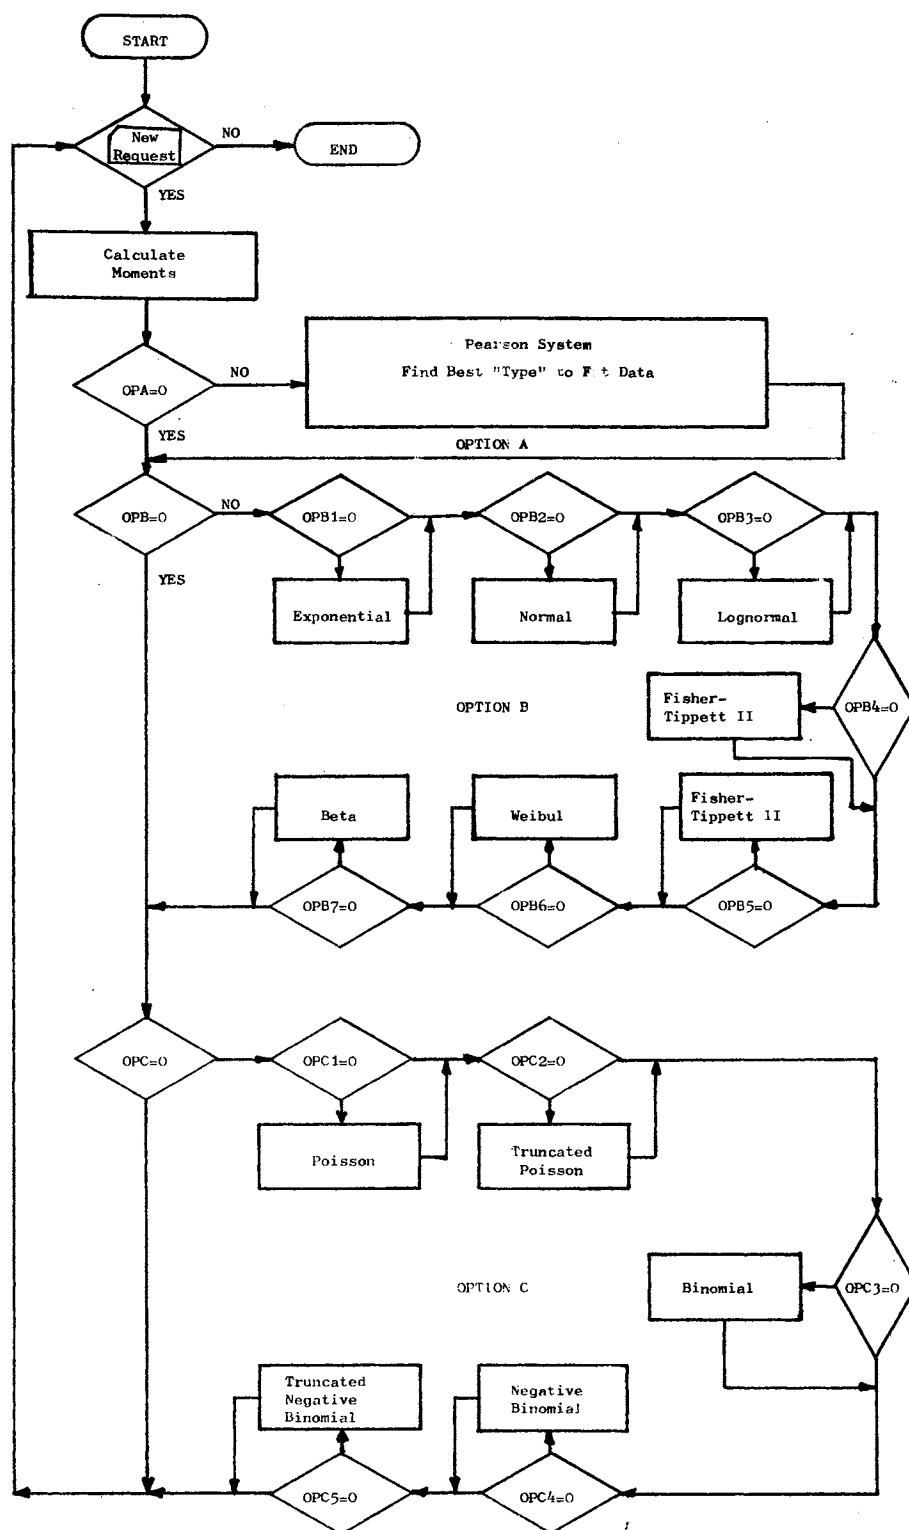 START
New
Request
NO
END
YES
Calculate
Moments
Pearson System
Find Best "Type" to Fit Data
OPA=0
NO
YES
OPTION A
OPB=0
NO
OPB1=0
OPB2=0
OPB3=0
YES
Exponential
Normal
Lognormal
OPTION B
Fisher-
Tippett II
OPB4=0
Beta
Weibul
Fisher-
Tippett II
OPB7=0
OPB6=0
OPB5=0
OPC=0
OPC1=0
OPC2=0
Poisson
Truncated
Poisson
OPTION C
Binomial
OPC3=0
Truncated
Negative
Binomial
Negative
Binomial
OPC5=0
OPC4=0